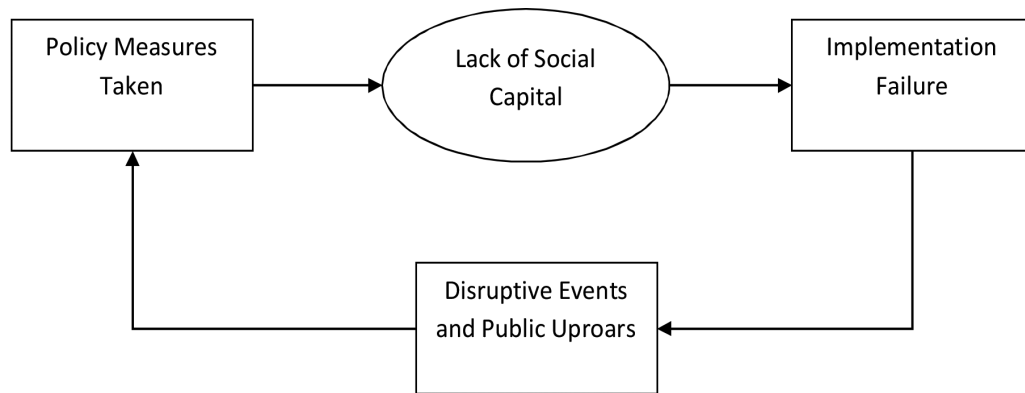 Policy Measures
Taken
Lack of Social
Capital
Implementation
Failure
Disruptive Events
and Public Uproars